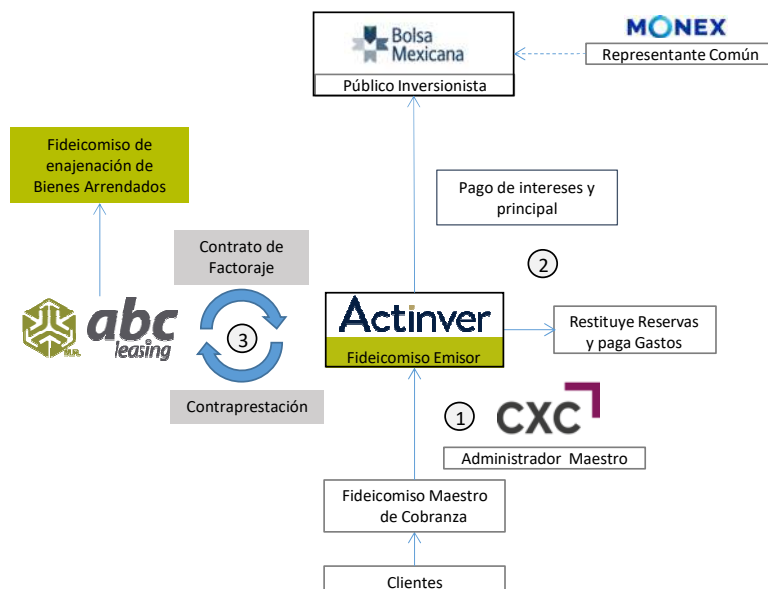 Bolsa
Mexicana
Público Inversionista
MONEX
Representante Común
Fideicomiso de
enajenación de
Bienes Arrendados
Pago de intereses y
principal
Contrato de
Factoraje
2
abc
leasing
M.R.
3
Actinver
Fideicomiso Emisor
Restituye Reservas
y paga Gastos
Contraprestación
1
CXC
Administrador Maestro
Fideicomiso Maestro
de Cobranza
Clientes